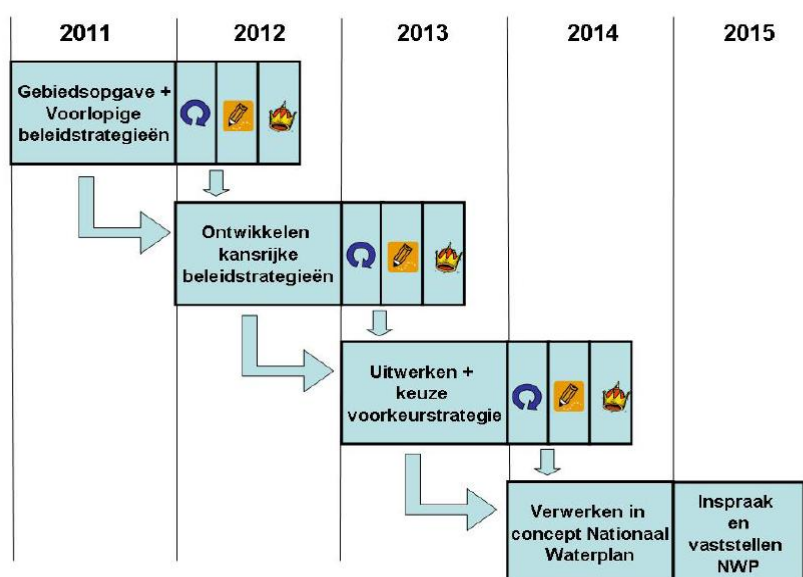 2011 2012 2013 2014 2015
Gebiedsopgave +
Voorlopige
beleidstrategieën
Ontwikkelen
kansrijke
beleidstrategieën
Uitwerken +
keuze
voorkeurstrategie
Verwerken in
concept Nationaal
Waterplan
Inspraak
en
vaststellen
NWP